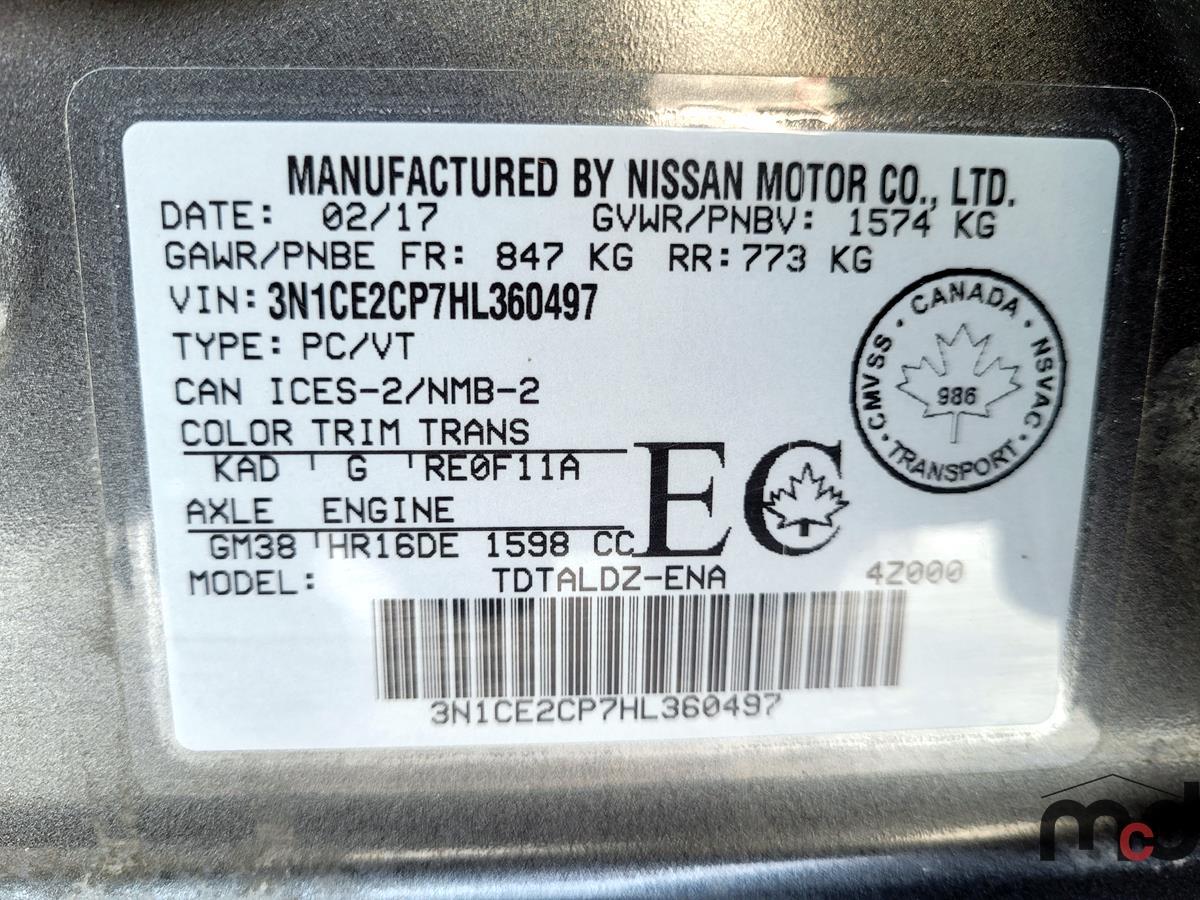 MANUFACTURED BY NISSAN MOTOR CO., LTD.
DATE: 02/17 GVWR/PNBV: 1574 KG
GAWR/PNBE FR: 847 KG RR:773 KG
VIN: 3N1CE2CP7HL360497
TYPE: PC/VT
CAN ICES-2/NMB-2
COLOR TRIM TRANS
KAD G RE0F11A
AXLE ENGINE
GM38 HR16DE 1598 CC
EC
CANADA
CMVSS
NSVAC
986
TRANSPORT
MODEL: TDTALDZ-ENA 4Z000
3N1CE2CP7HL360497
mcd